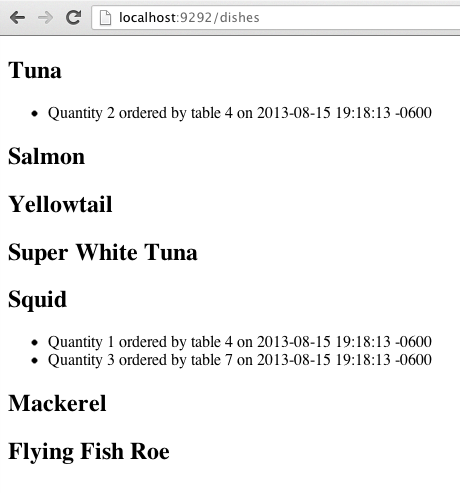 localhost:9292/dishes
Tuna
Quantity 2 ordered by table 4 on 2013-08-15 19:18:13 -0600
Salmon
Yellowtail
Super White Tuna
Squid
Quantity 1 ordered by table 4 on 2013-08-15 19:18:13 -0600
Quantity 3 ordered by table 7 on 2013-08-15 19:18:13 -0600
Mackerel
Flying Fish Roe